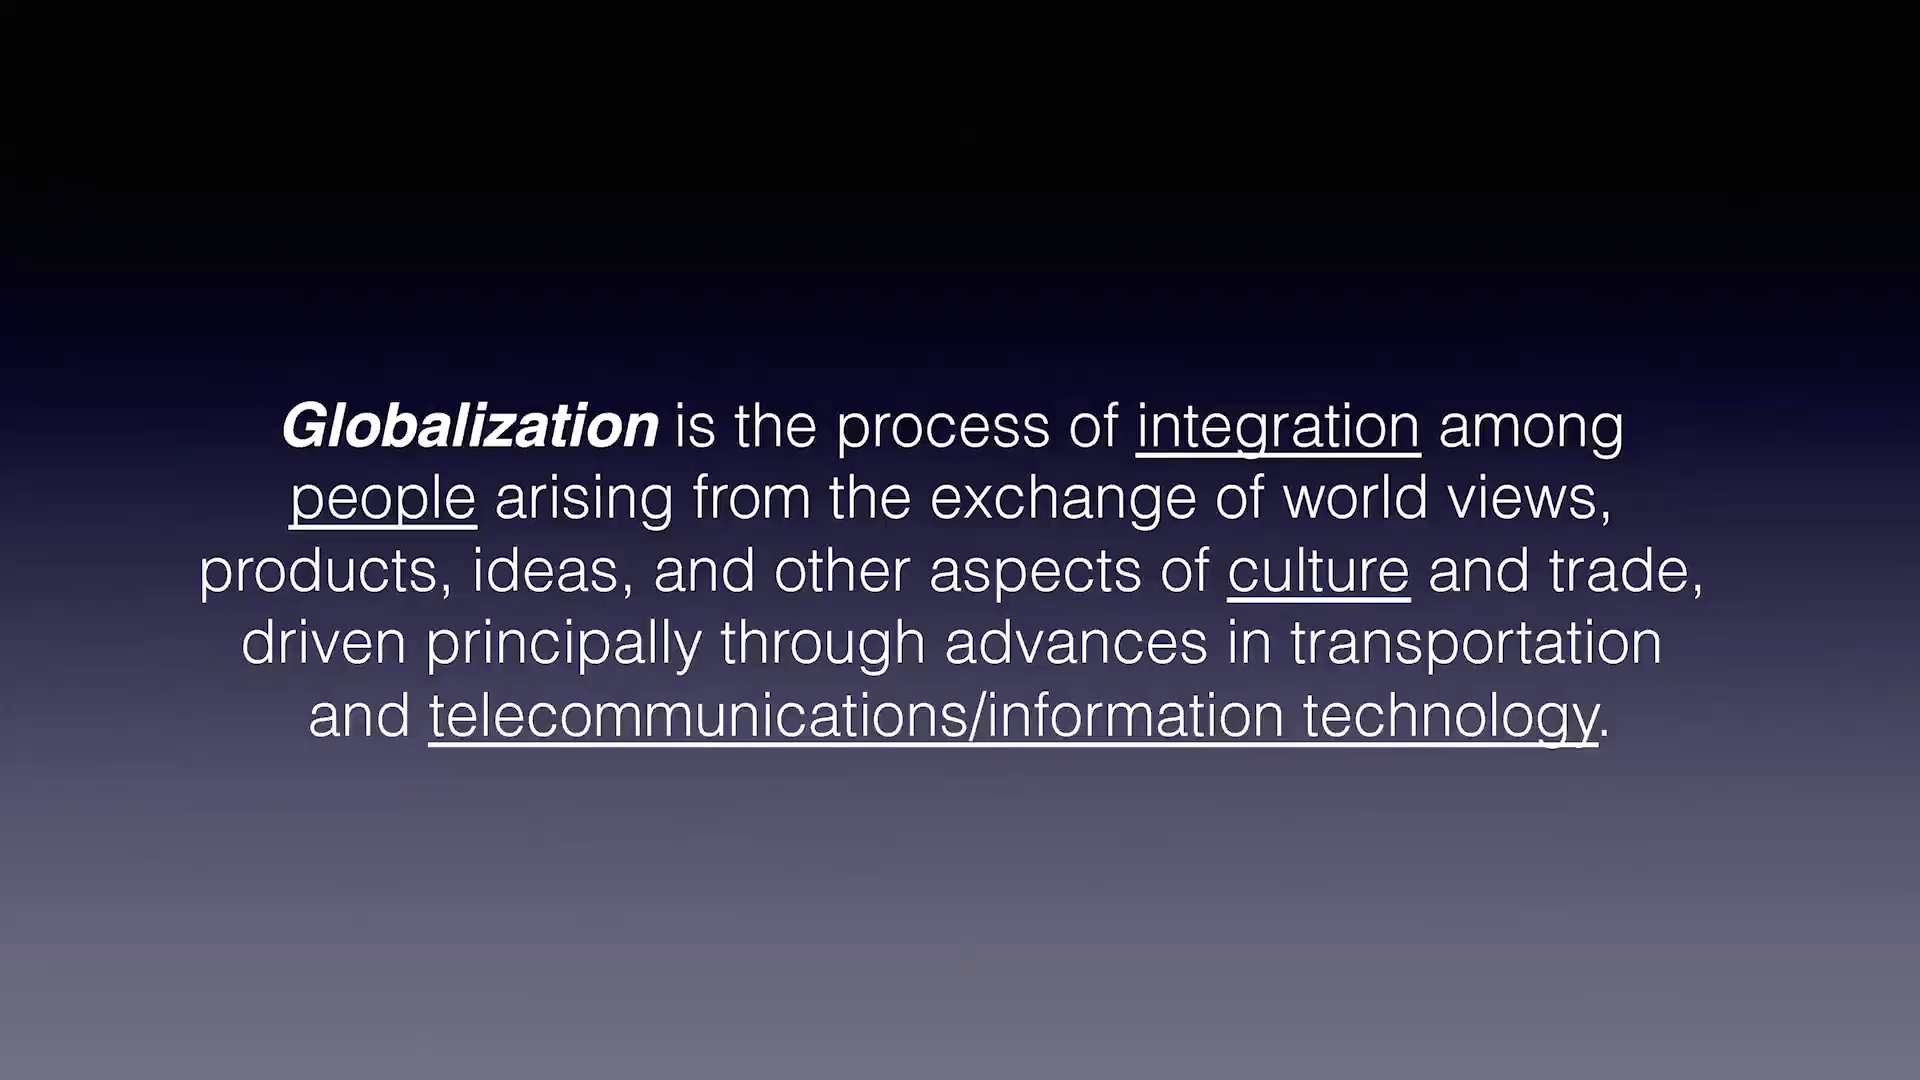 Globalization is the process of integration among
people arising from the exchange of world views,
products, ideas, and other aspects of culture and trade,
driven principally through advances in transportation
and telecommunications/information technology.